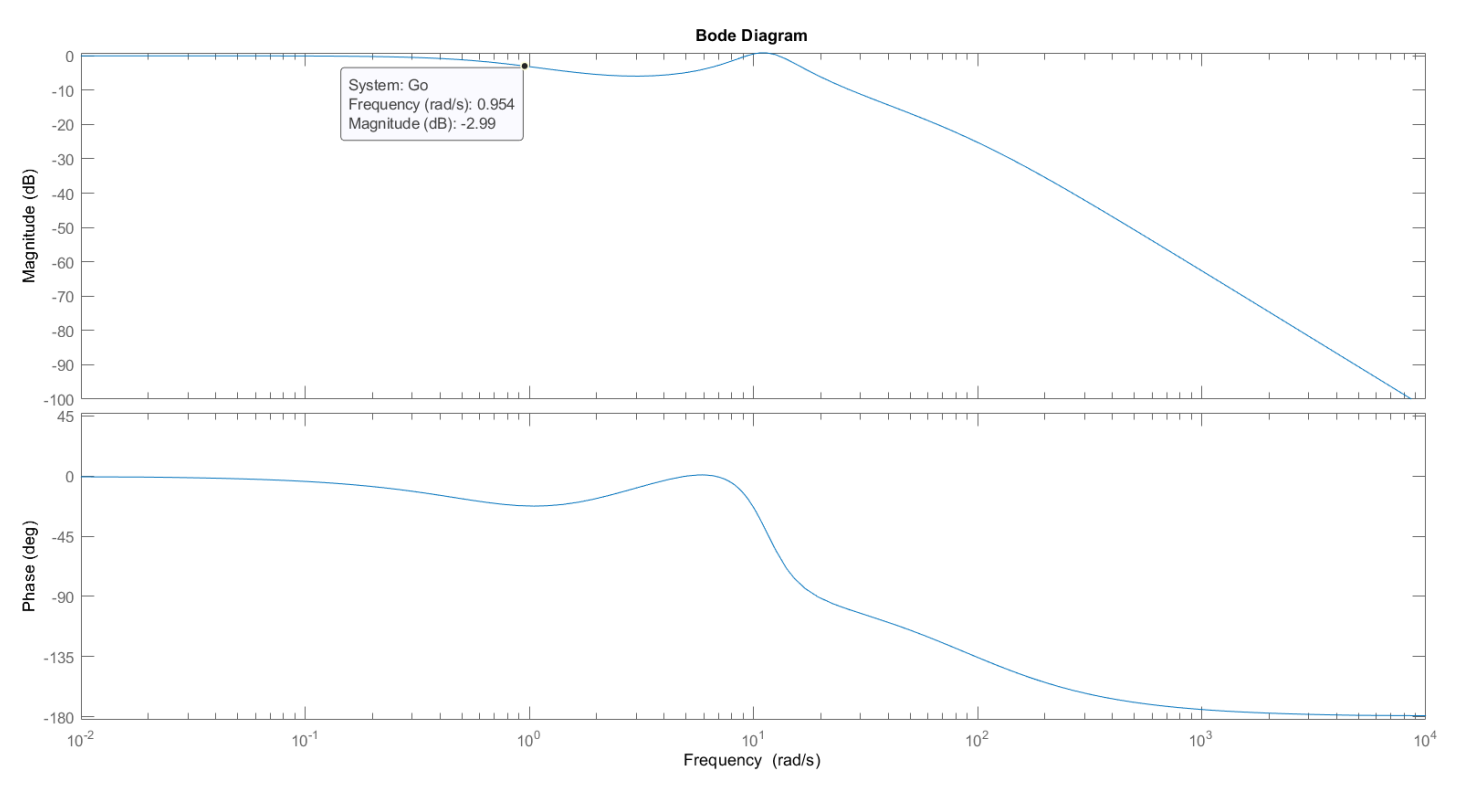 Bode Diagram
0
-10
-20
-30
-40
-50
-60
-70
-80
-90
-100
Magnitude (dB)
System: Go
Frequency (rad/s): 0.954
Magnitude (dB): -2.99
45
0
-45
-90
-135
-180
Phase (deg)
10^-2 10^-1 10^0 10^1 10^2 10^3 10^4
Frequency (rad/s)